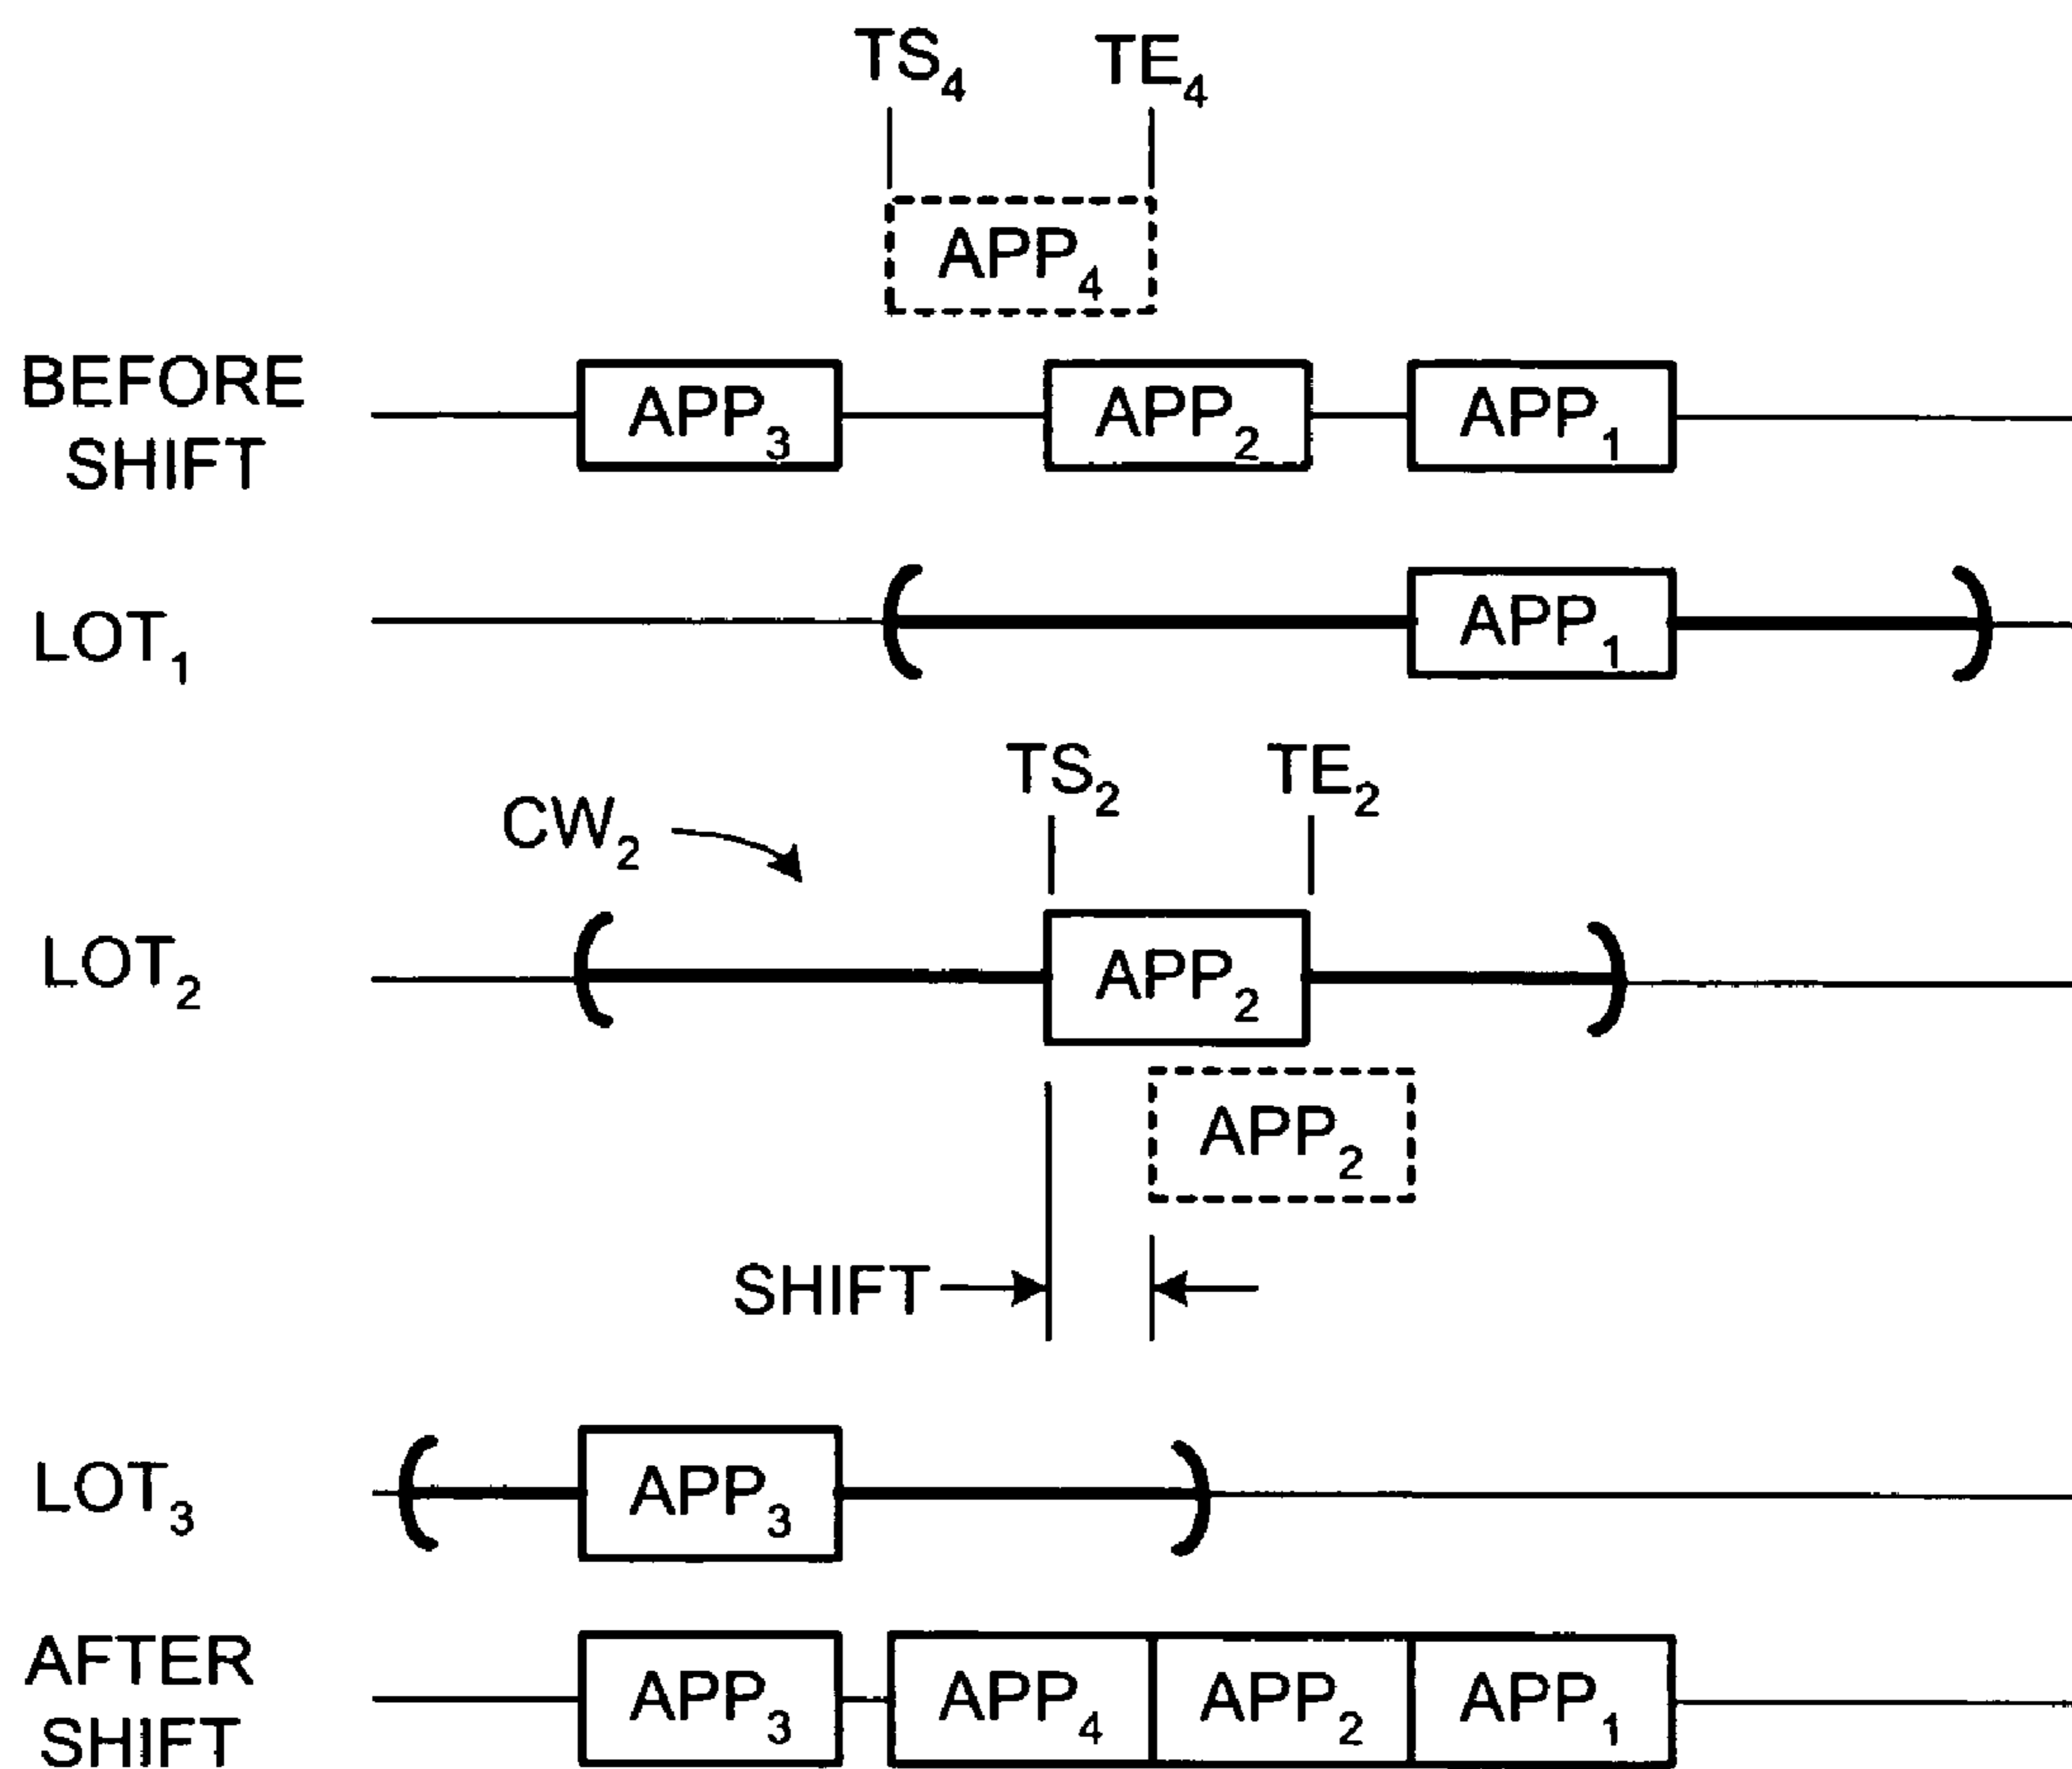 TS₄ TE₄
APP₄
BEFORE SHIFT
APP₃ APP₂ APP₁
LOT₁ APP₁
TS₂ TE₂
CW₂
LOT₂ APP₂
APP₂
SHIFT
LOT₃ APP₃
AFTER SHIFT
APP₃ APP₄ APP₂ APP₁